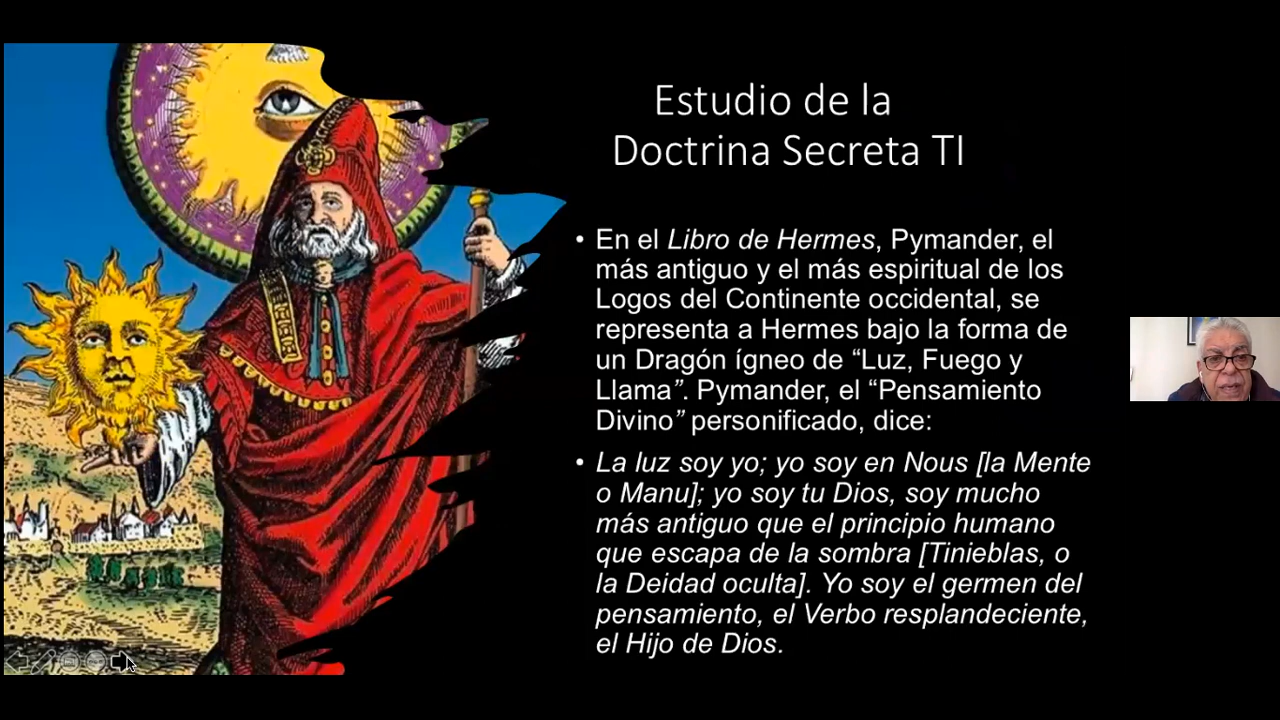 Estudio de la
Doctrina Secreta TI
• En el Libro de Hermes, Pymander, el
más antiguo y el más espiritual de los
Logos del Continente occidental, se
representa a Hermes bajo la forma de
un Dragón ígneo de “Luz, Fuego y
Llama”. Pymander, el “Pensamiento
Divino” personificado, dice:
• La luz soy yo; yo soy en Nous [la Mente
o Manu]; yo soy tu Dios, soy mucho
más antiguo que el principio humano
que escapa de la sombra [Tinieblas, o
la Deidad oculta]. Yo soy el germen del
pensamiento, el Verbo resplandeciente,
el Hijo de Dios.